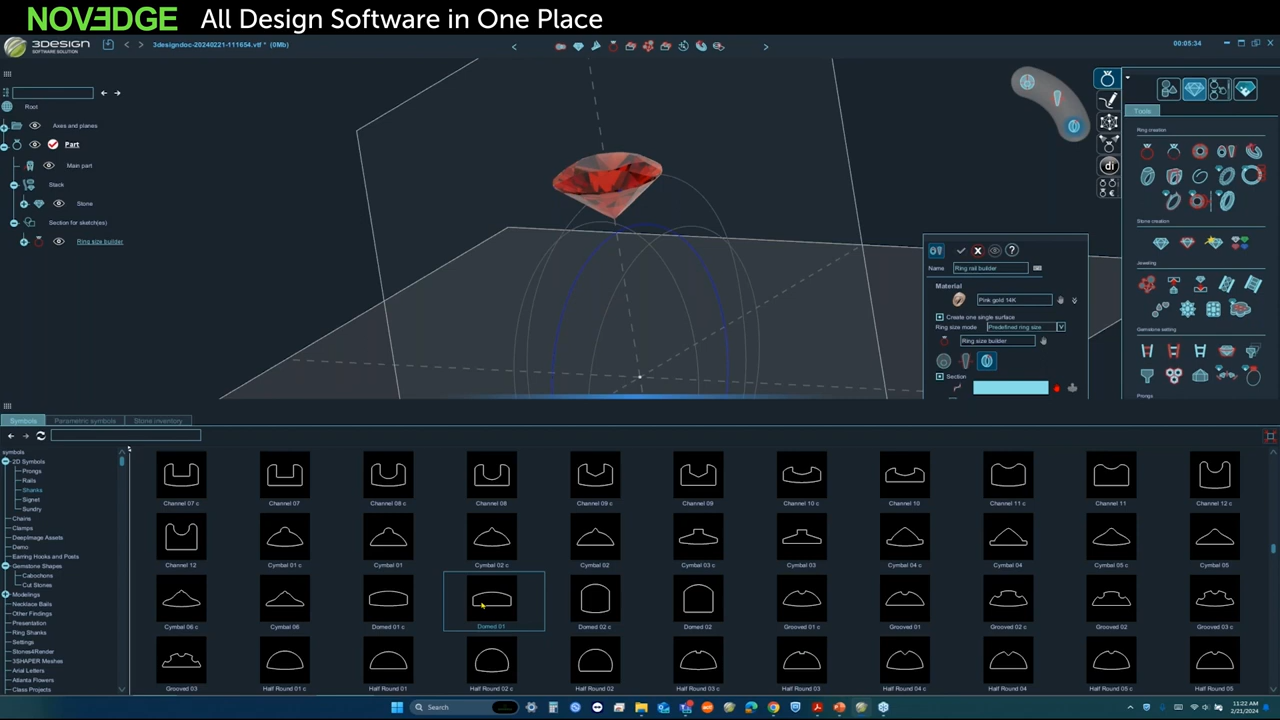 NOVEDGE All Design Software in One Place
3DESIGN
SOFTWARE SOLUTION
3designdoc-20240221-111654.vtf * (0Mb)
00:05:34
Root
Axes and planes
Part
Main part
Stack
Stone
Section for sketch(es)
Ring size builder
Tools
Ring creation
Stone creation
Jeweling
Gemstone setting
Prongs
di
Name Ring rail builder
Material
Pink gold 14K
Create one single surface
Ring size mode Predefined ring size V
Ring size builder
Section
Symbols Parametric symbols Stone inventory
symbols
2D Symbols
Prongs
Rails
Shanks
Signet
Sundry
Chains
Clamps
DeepImage Assets
Demo
Earring Hooks and Posts
Gemstone Shapes
Cabochons
Cut Stones
Modelings
Necklace Bails
Other Findings
Presentation
Ring Shanks
Settings
Stones4Render
3SHAPER Meshes
Arial Letters
Atlanta Flowers
Class Projects
Channel 07 c Channel 07 Channel 08 c Channel 08 Channel 09 c Channel 09 Channel 10 c Channel 10 Channel 11 c Channel 11 Channel 12 c
Channel 12 Cymbal 01 c Cymbal 01 Cymbal 02 c Cymbal 02 Cymbal 03 c Cymbal 03 Cymbal 04 c Cymbal 04 Cymbal 05 c Cymbal 05
Cymbal 06 c Cymbal 06 Domed 01 c Domed 01 Domed 02 c Domed 02 Grooved 01 c Grooved 01 Grooved 02 c Grooved 02 Grooved 03 c
Grooved 03 Half Round 01 c Half Round 01 Half Round 02 c Half Round 02 Half Round 03 c Half Round 03 Half Round 04 c Half Round 04 Half Round 05 c Half Round 05
Search
11:22 AM
2/21/2024